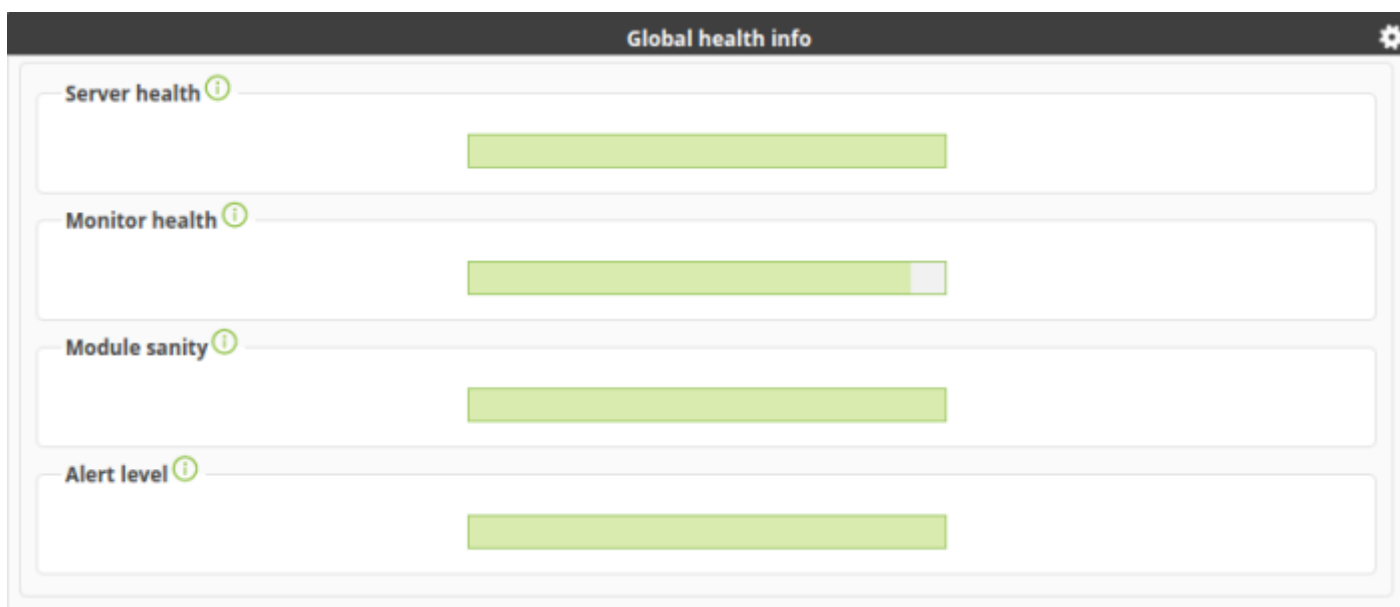 Global health info
Server health
Monitor health
Module sanity
Alert level